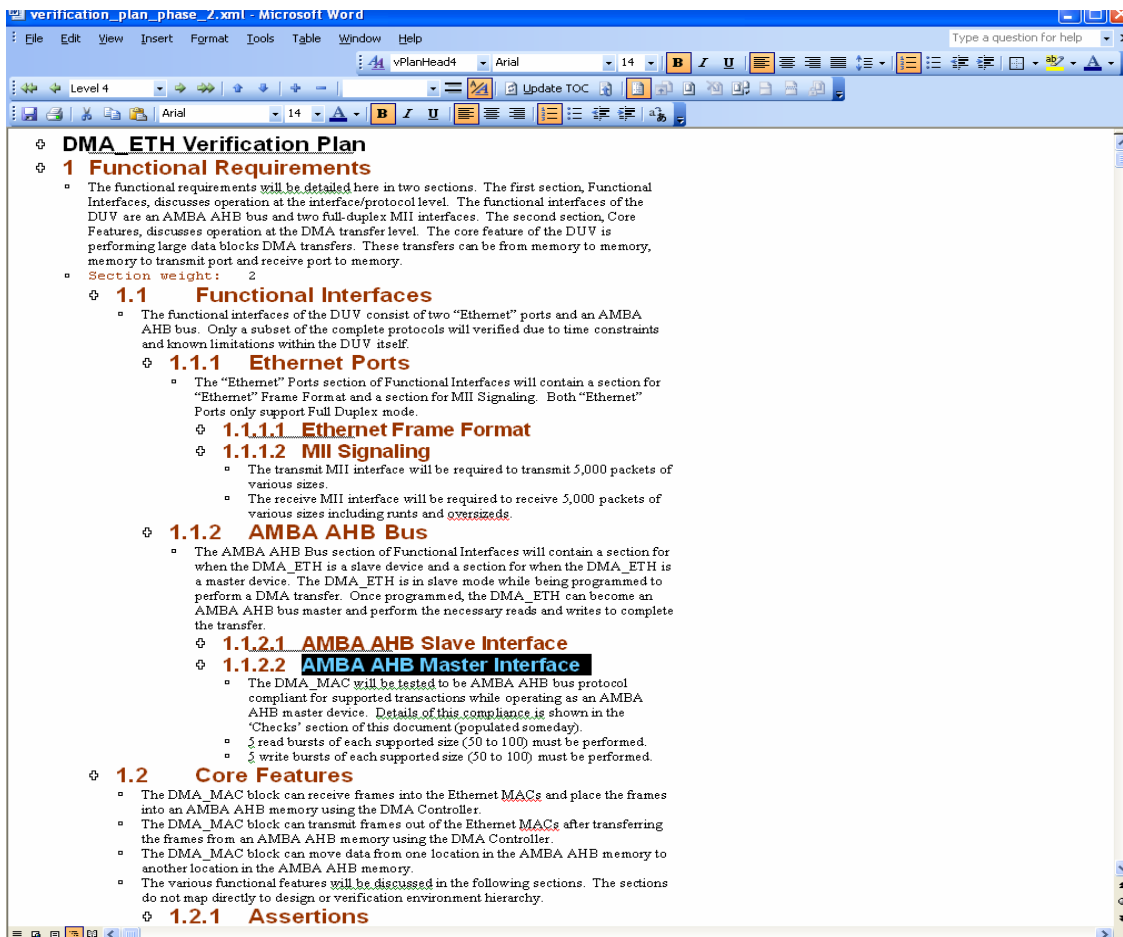 verification_plan_phase_2.xml - Microsoft Word
File Edit View Insert Format Tools Table Window Help Type a question for help
vPlanHead4 Arial 14 B I U
Level 4 Update TOC
Arial 14 A B I U
DMA_ETH Verification Plan
1 Functional Requirements
The functional requirements will be detailed here in two sections. The first section, Functional
Interfaces, discusses operation at the interface/protocol level. The functional interfaces of the
DUV are an AMBA AHB bus and two full-duplex MII interfaces. The second section, Core
Features, discusses operation at the DMA transfer level. The core feature of the DUV is
performing large data blocks DMA transfers. These transfers can be from memory to memory,
memory to transmit port and receive port to memory.
Section weight: 2
1.1 Functional Interfaces
The functional interfaces of the DUV consist of two “Ethernet” ports and an AMBA
AHB bus. Only a subset of the complete protocols will verified due to time constraints
and known limitations within the DUV itself.
1.1.1 Ethernet Ports
The “Ethernet” Ports section of Functional Interfaces will contain a section for
“Ethernet” Frame Format and a section for MII Signaling. Both “Ethernet”
Ports only support Full Duplex mode.
1.1.1.1 Ethernet Frame Format
1.1.1.2 MII Signaling
The transmit MII interface will be required to transmit 5,000 packets of
various sizes.
The receive MII interface will be required to receive 5,000 packets of
various sizes including runts and oversizeds.
1.1.2 AMBA AHB Bus
The AMBA AHB Bus section of Functional Interfaces will contain a section for
when the DMA_ETH is a slave device and a section for when the DMA_ETH is
a master device. The DMA_ETH is in slave mode while being programmed to
perform a DMA transfer. Once programmed, the DMA_ETH can become an
AMBA AHB bus master and perform the necessary reads and writes to complete
the transfer.
1.1.2.1 AMBA AHB Slave Interface
1.1.2.2 AMBA AHB Master Interface
The DMA_MAC will be tested to be AMBA AHB bus protocol
compliant for supported transactions while operating as an AMBA
AHB master device. Details of this compliance is shown in the
‘Checks’ section of this document (populated someday).
5 read bursts of each supported size (50 to 100) must be performed.
5 write bursts of each supported size (50 to 100) must be performed.
1.2 Core Features
The DMA_MAC block can receive frames into the Ethernet MACs and place the frames
into an AMBA AHB memory using the DMA Controller.
The DMA_MAC block can transmit frames out of the Ethernet MACs after transferring
the frames from an AMBA AHB memory using the DMA Controller.
The DMA_MAC block can move data from one location in the AMBA AHB memory to
another location in the AMBA AHB memory.
The various functional features will be discussed in the following sections. The sections
do not map directly to design or verification environment hierarchy.
1.2.1 Assertions